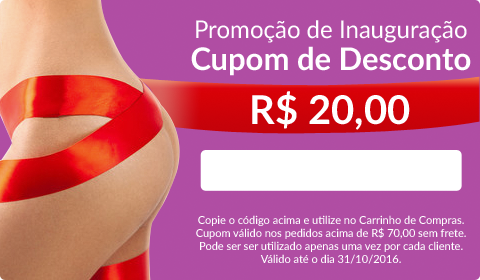 Promoção de Inauguração
Cupom de Desconto
R$ 20,00
Copie o código acima e utilize no Carrinho de Compras.
Cupom válido nos pedidos acima de R$ 70,00 sem frete.
Pode ser ser utilizado apenas uma vez por cada cliente.
Válido até o dia 31/10/2016.